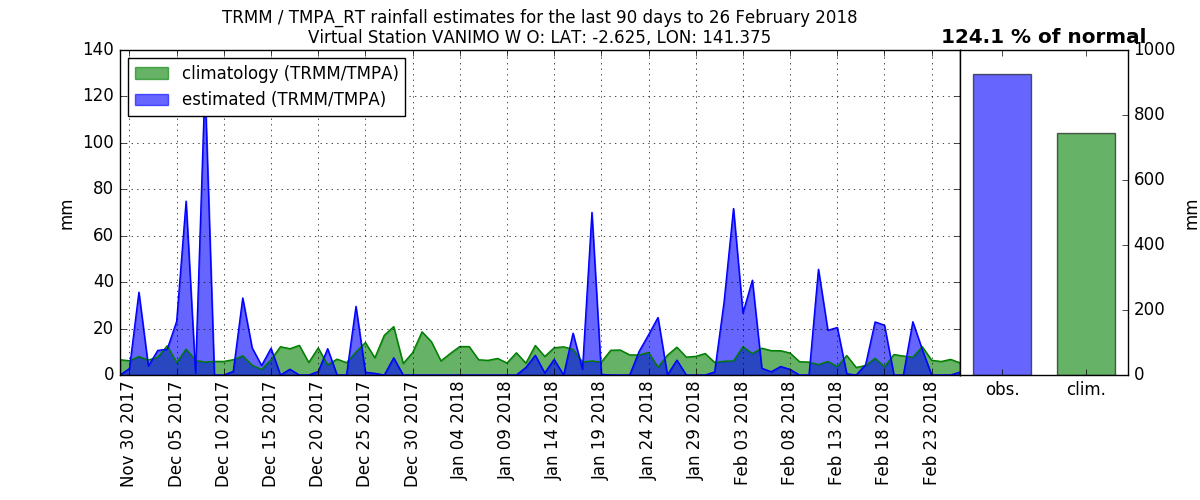 TRMM / TMPA_RT rainfall estimates for the last 90 days to 26 February 2018
Virtual Station VANIMO W O: LAT: -2.625, LON: 141.375
124.1 % of normal
climatology (TRMM/TMPA)
estimated (TRMM/TMPA)
140
120
100
80
60
40
20
0
mm
1000
800
600
400
200
0
mm
Nov 30 2017
Dec 05 2017
Dec 10 2017
Dec 15 2017
Dec 20 2017
Dec 25 2017
Dec 30 2017
Jan 04 2018
Jan 09 2018
Jan 14 2018
Jan 19 2018
Jan 24 2018
Jan 29 2018
Feb 03 2018
Feb 08 2018
Feb 13 2018
Feb 18 2018
Feb 23 2018
obs.
clim.